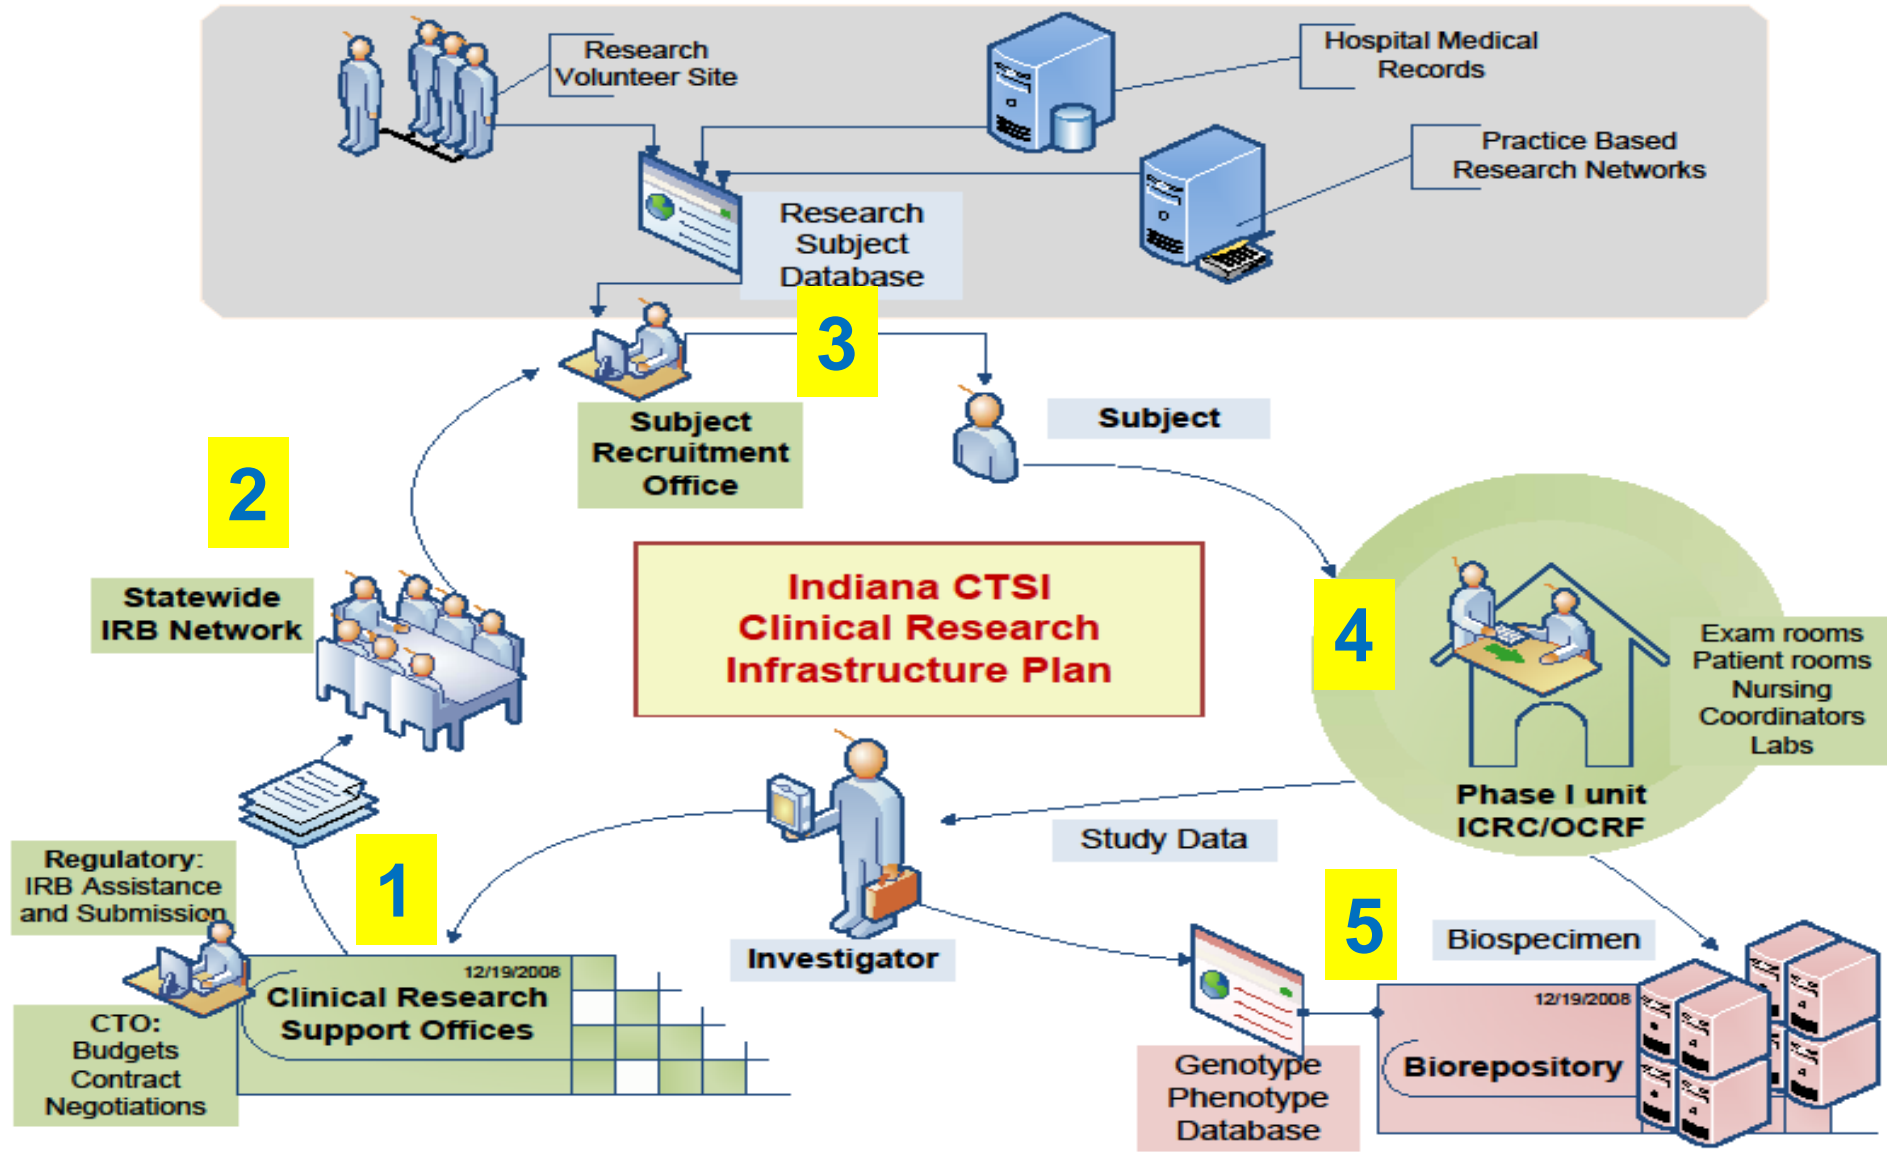 Research
Volunteer Site
Hospital Medical
Records
Practice Based
Research Networks
Research
Subject
Database
3
Subject
Recruitment
Office
Subject
2
Statewide
IRB Network
Indiana CTSI
Clinical Research
Infrastructure Plan
4
Exam rooms
Patient rooms
Nursing
Coordinators
Labs
Phase I unit
ICRC/OCRF
Study Data
Regulatory:
IRB Assistance
and Submission
1
Investigator
5
Biospecimen
12/19/2008
Clinical Research
Support Offices
CTO:
Budgets
Contract
Negotiations
12/19/2008
Biorepository
Genotype
Phenotype
Database